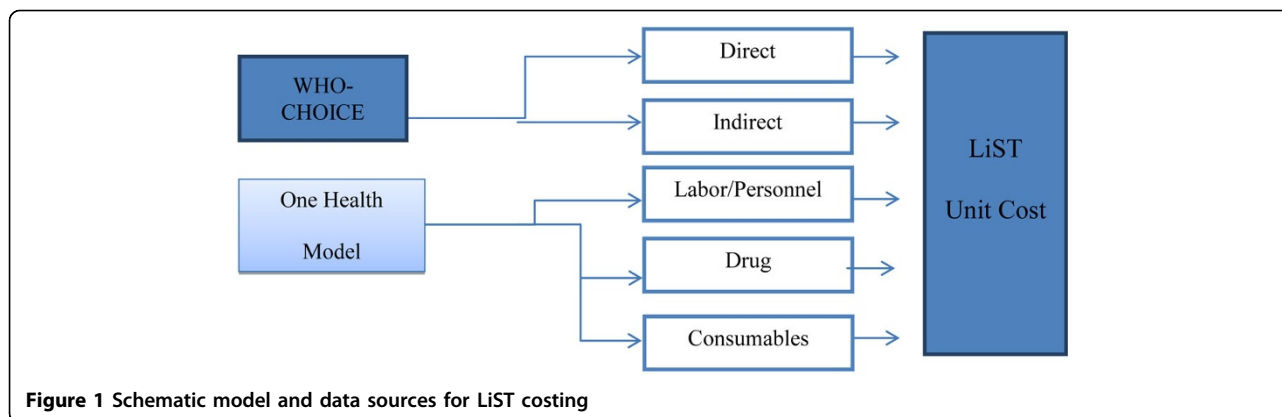 WHO-
CHOICE
One Health
Model
Direct
Indirect
Labor/Personnel
Drug
Consumables
LiST
Unit Cost
Figure 1 Schematic model and data sources for LiST costing